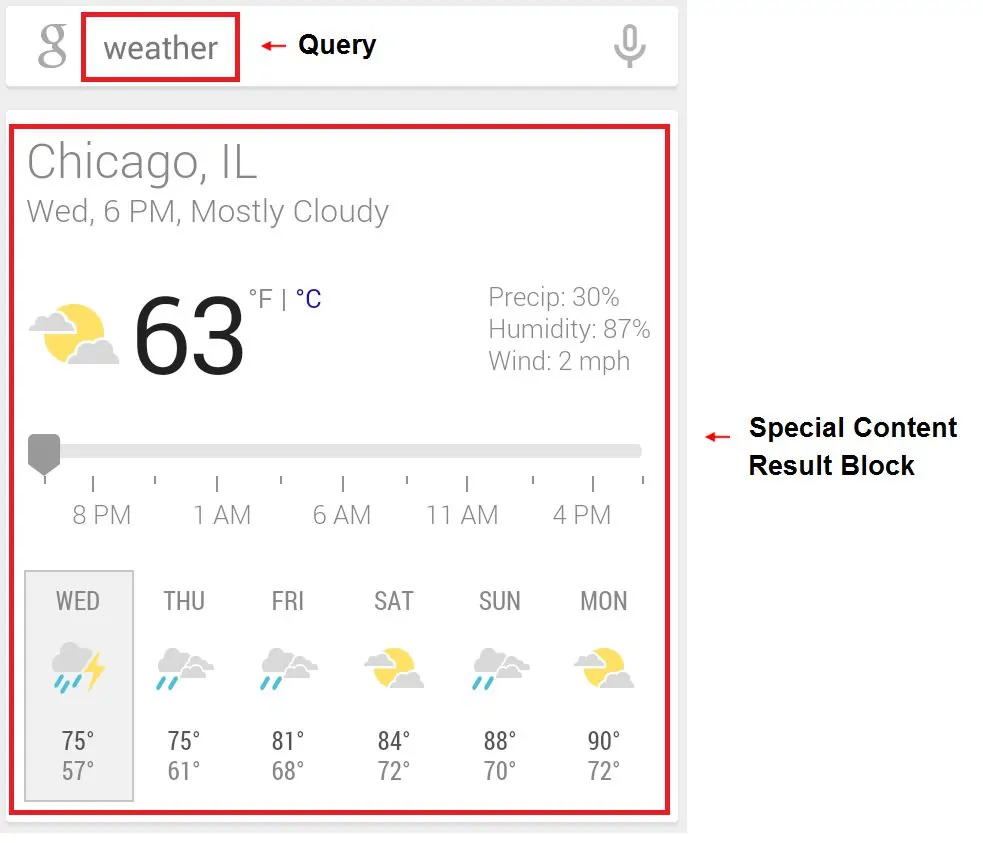 g weather ← Query
Chicago, IL
Wed, 6 PM, Mostly Cloudy
63 °F | °C
Precip: 30%
Humidity: 87%
Wind: 2 mph
← Special Content
Result Block
8 PM 1 AM 6 AM 11 AM 4 PM
WED THU FRI SAT SUN MON
75° 75° 81° 84° 88° 90°
57° 61° 68° 72° 70° 72°